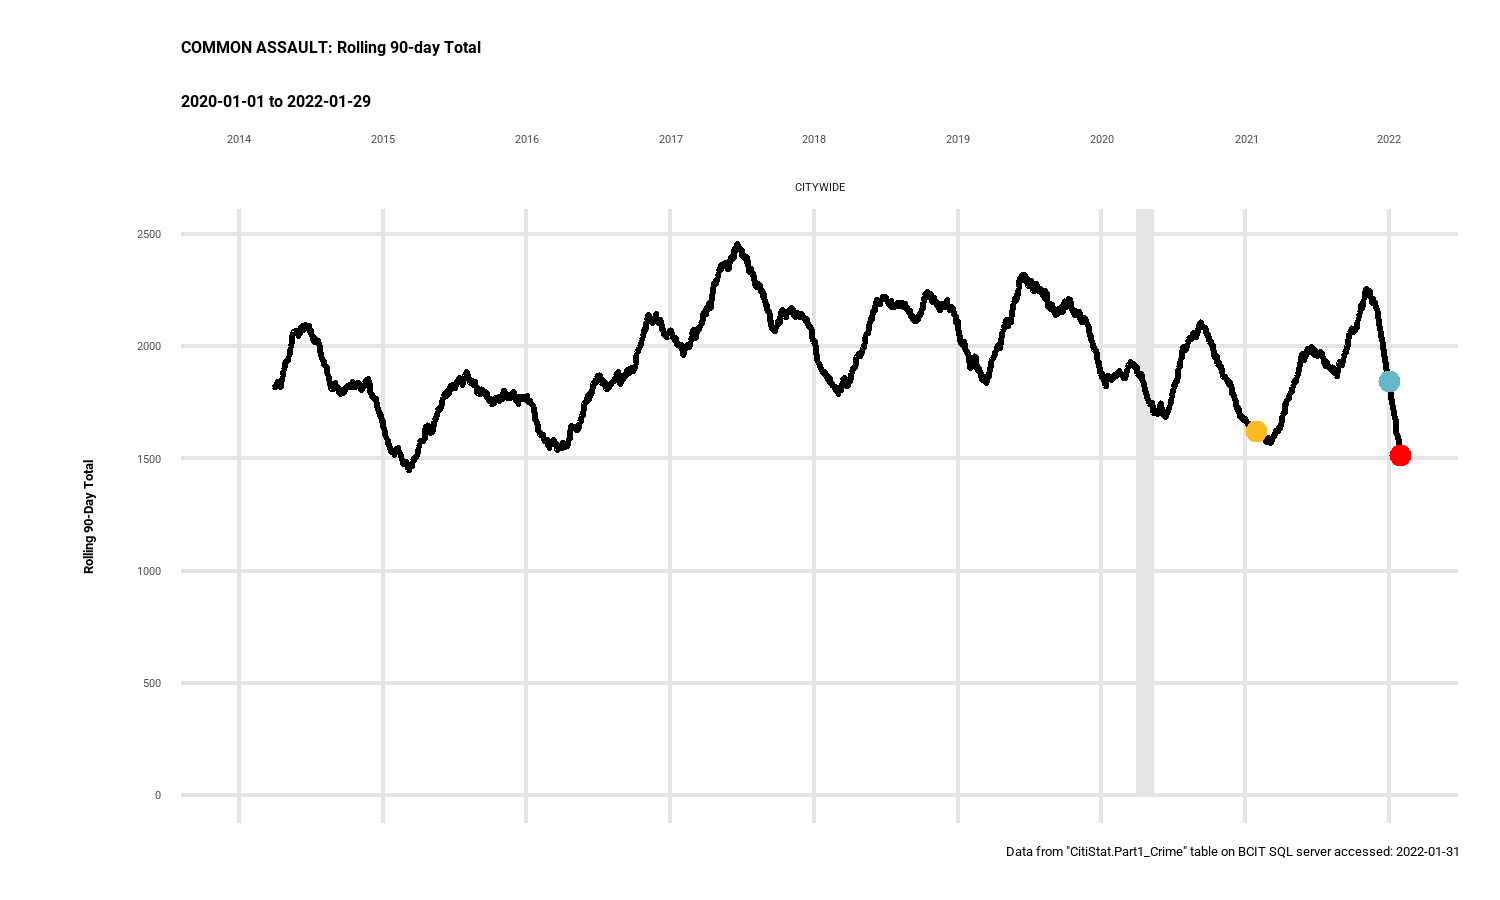 COMMON ASSAULT: Rolling 90-day Total
2020-01-01 to 2022-01-29
2014 2015 2016 2017 2018 2019 2020 2021 2022
CITYWIDE
2500
2000
1500
1000
500
0
Rolling 90-Day Total
Data from "CitiStat.Part1_Crime" table on BCIT SQL server accessed: 2022-01-31